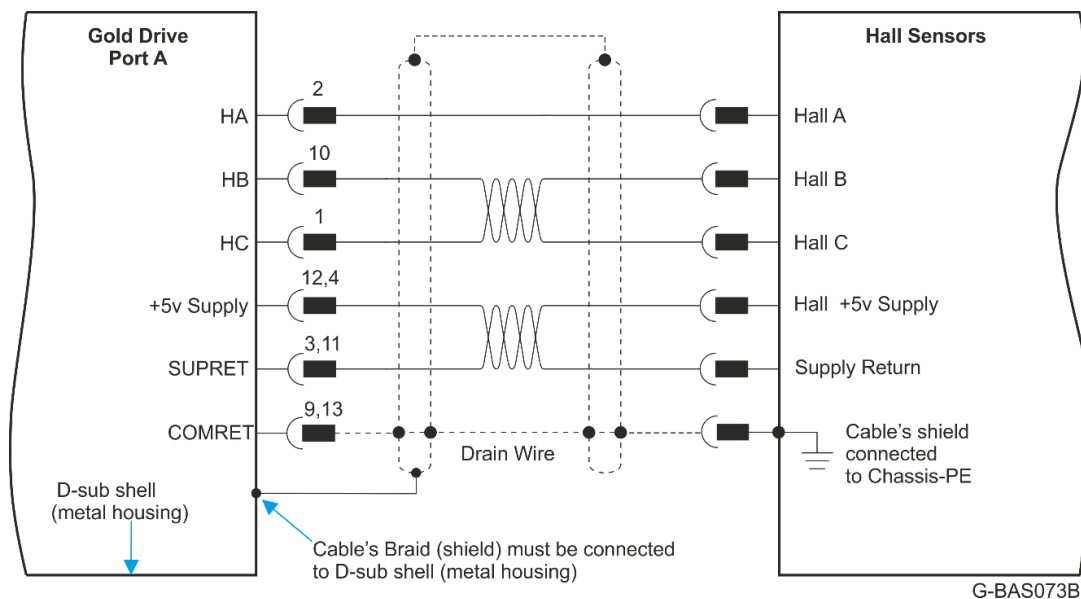 Gold Drive
Port A
Hall Sensors
HA
2
Hall A
HB
10
Hall B
HC
1
Hall C
+5v Supply
12,4
Hall +5v Supply
SUPRET
3,11
Supply Return
COMRET
9,13
Drain Wire
Cable's shield
connected
to Chassis-PE
D-sub shell
(metal housing)
Cable's Braid (shield) must be connected
to D-sub shell (metal housing)
G-BAS073B